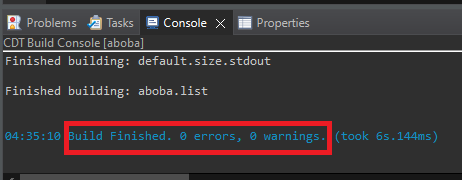 Problems Tasks Console Properties
CDT Build Console [aboba]
Finished building: default.size.stdout
Finished building: aboba.list
04:35:10 Build Finished. 0 errors, 0 warnings. (took 6s.144ms)